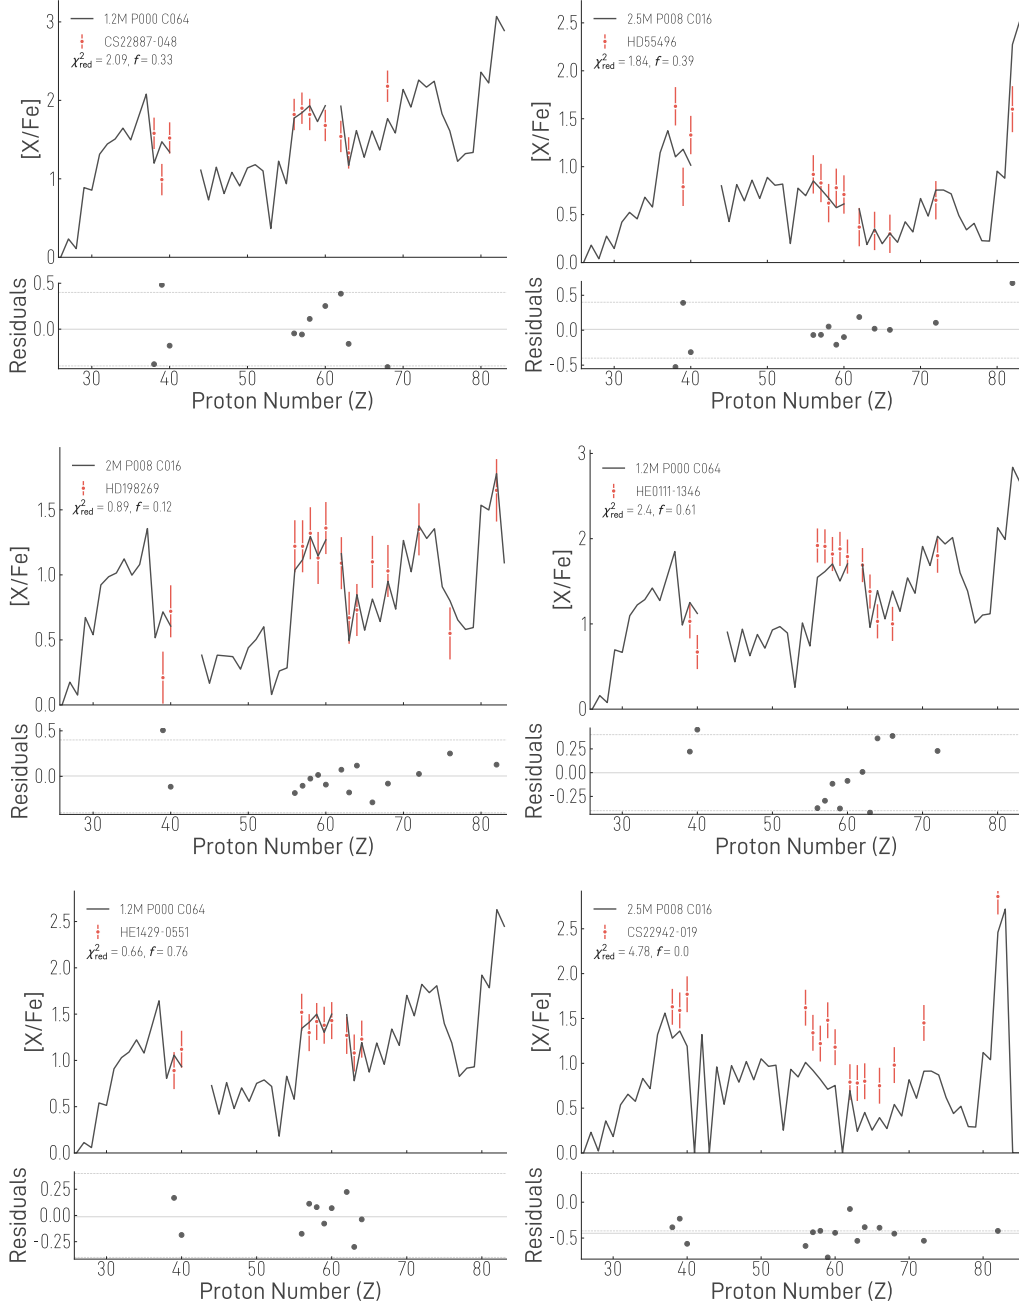 1.2M P000 C064
CS22887-048
χ²red = 2.09, f = 0.33
[X/Fe]
3
2
1
0
Residuals
0.5
0.0
30 40 50 60 70 80
Proton Number (Z)
2.5M P008 C016
HD55496
χ²red = 1.84, f = 0.39
[X/Fe]
2.5
2.0
1.5
1.0
0.5
0.0
Residuals
0.5
0.0
-0.5
30 40 50 60 70 80
Proton Number (Z)
2M P008 C016
HD198269
χ²red = 0.89, f = 0.12
[X/Fe]
1.5
1.0
0.5
0.0
Residuals
0.5
0.0
30 40 50 60 70 80
Proton Number (Z)
1.2M P000 C064
HE0111-1346
χ²red = 2.4, f = 0.61
[X/Fe]
3
2
1
0
Residuals
0.25
0.00
-0.25
30 40 50 60 70 80
Proton Number (Z)
1.2M P000 C064
HE1429-0551
χ²red = 0.66, f = 0.76
[X/Fe]
2.5
2.0
1.5
1.0
0.5
0.0
Residuals
0.25
0.00
-0.25
30 40 50 60 70 80
Proton Number (Z)
2.5M P008 C016
CS22942-019
χ²red = 4.78, f = 0.0
[X/Fe]
2.5
2.0
1.5
1.0
0.5
0.0
Residuals
0.0
-0.5
30 40 50 60 70 80
Proton Number (Z)